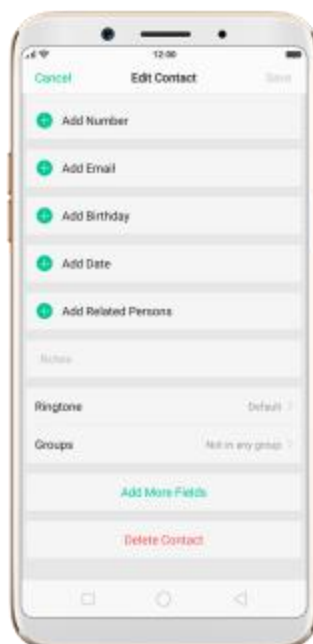 12:00
Cancel Edit Contact Save
Add Number
Add Email
Add Birthday
Add Date
Add Related Persons
Notes
Ringtone Default
Groups Not in any group
Add More Fields
Delete Contact